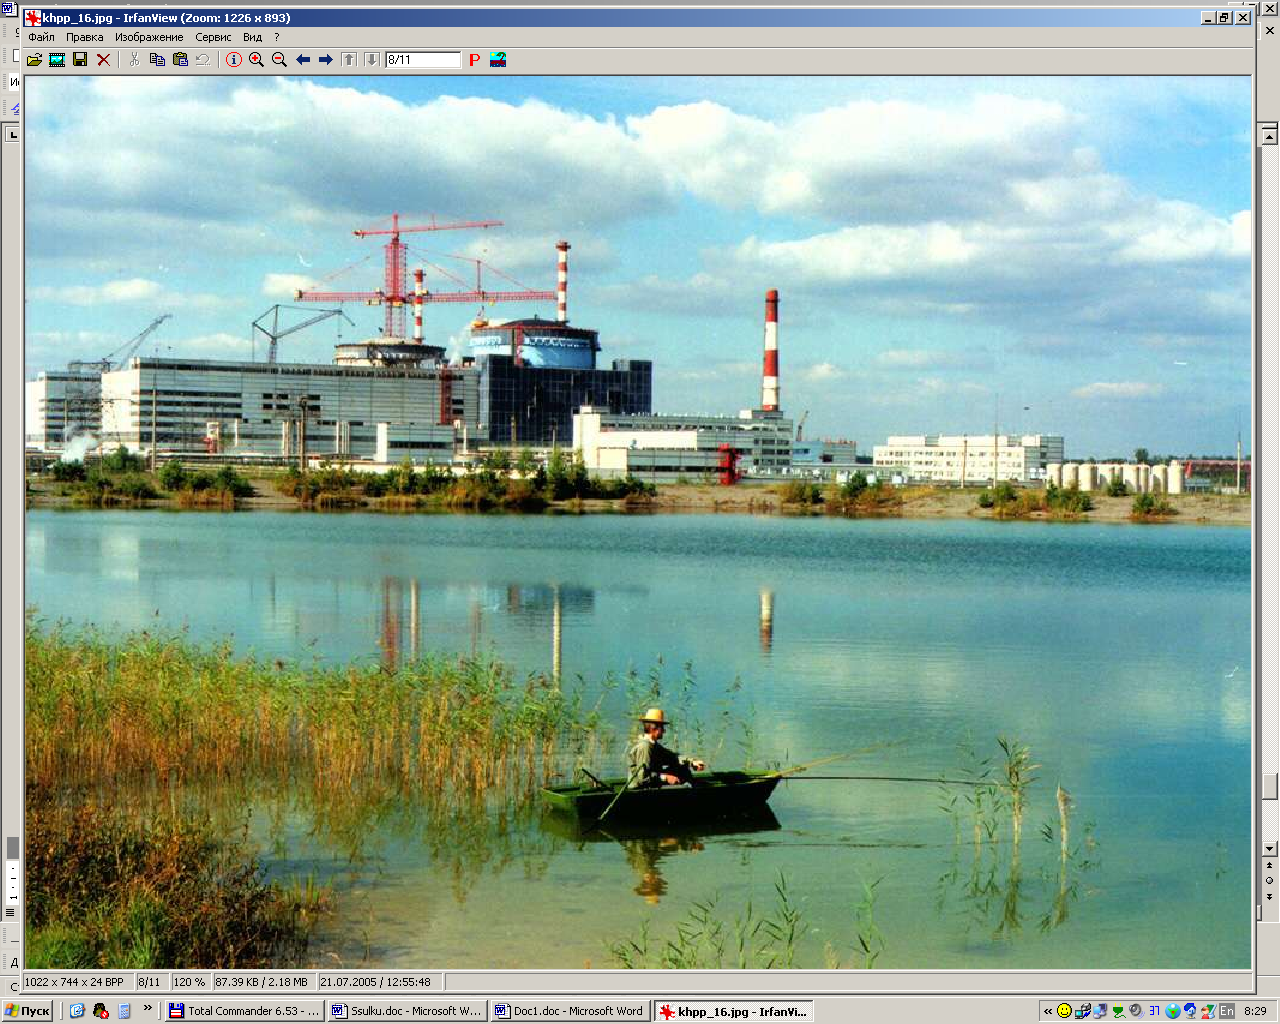 khpp_16.jpg - IrfanView (Zoom: 1226 x 893)
Файл Правка Изображение Сервис Вид ?
8/11
P
1022 x 744 x 24 BPP 8/11 120 % 87.39 KB / 2.18 MB 21.07.2005 / 12:55:48
Пуск
Total Commander 6.53 - ...
Ssulku.doc - Microsoft W...
Doc1.doc - Microsoft Word
khpp_16.jpg - IrfanVi...
En
8:29